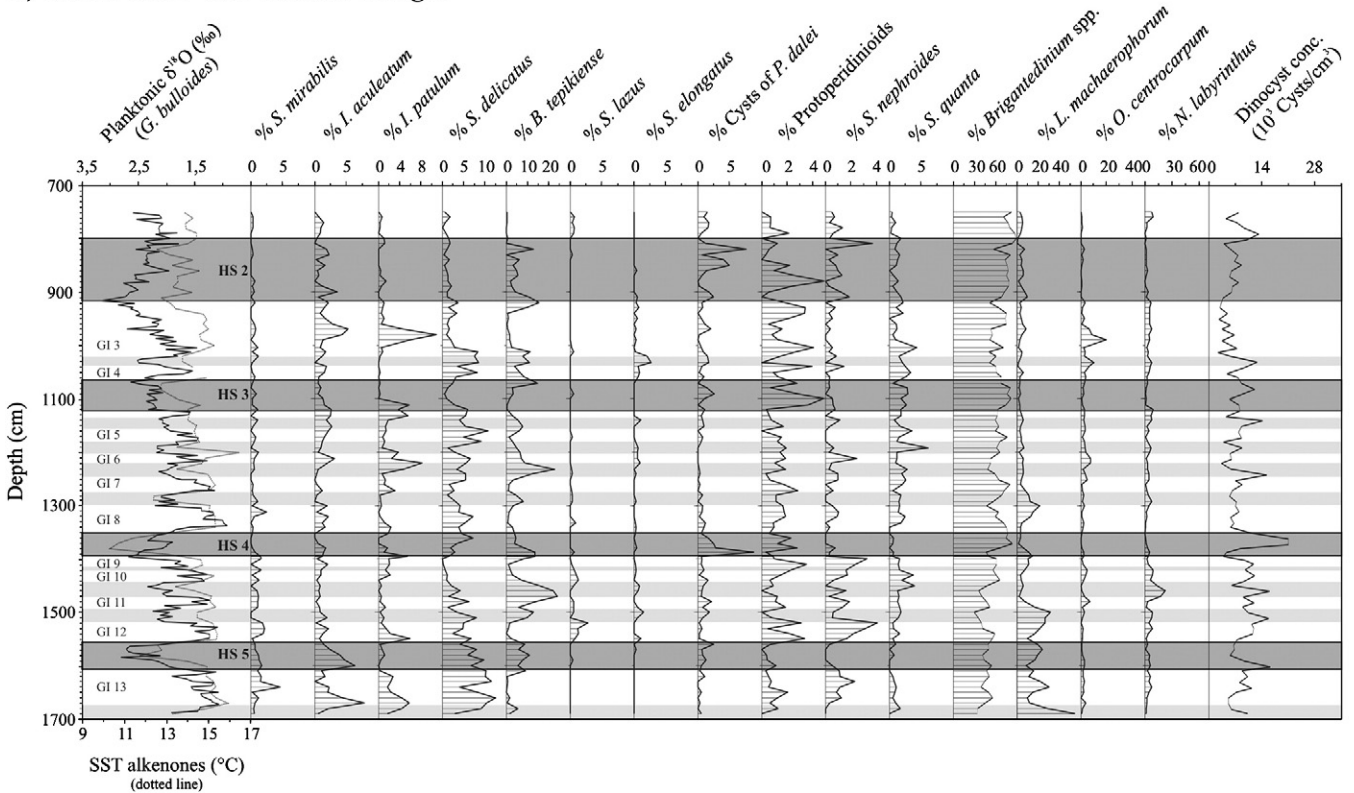 Planktonic δ¹⁸O (‰)
(G. bulloides)
% S. mirabilis
% I. aculeatum
% I. patulum
% S. delicatus
% B. tepikiense
% S. lazus
% S. elongatus
% Cysts of P. dalei
% Protoperidinioids
% S. nephroides
% S. quanta
% Brigantedinium spp.
% L. machaerophorum
% O. centrocarpum
% N. labyrinthus
Dinocyst conc.
(10³ Cysts/cm³)
3,5 2,5 1,5 0 5 0 5 0 4 8 0 5 10 0 10 20 0 5 0 5 0 5 0 2 4 0 2 4 0 5 0 30 60 0 20 40 0 20 40 0 30 60 0 14 28
700
HS 2
900
GI 3
GI 4
HS 3
1100
GI 5
GI 6
GI 7
1300
GI 8
HS 4
GI 9
GI 10
GI 11
1500
GI 12
HS 5
GI 13
1700
Depth (cm)
9 11 13 15 17
SST alkenones (°C)
(dotted line)